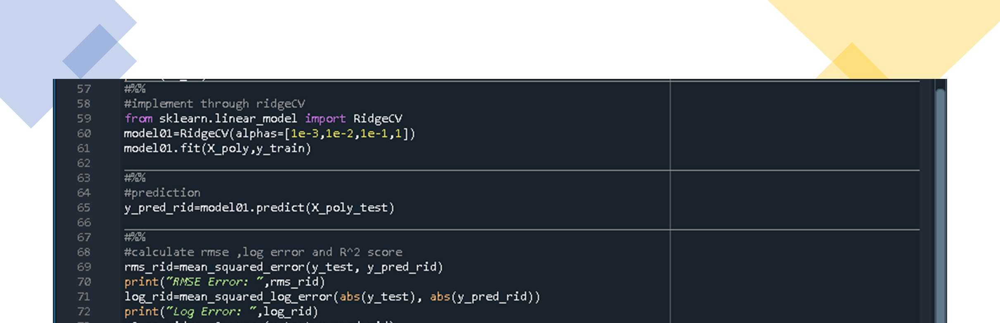 57 #%%
58 #implement through ridgeCV
59 from sklearn.linear_model import RidgeCV
60 model01=RidgeCV(alphas=[1e-3,1e-2,1e-1,1])
61 model01.fit(X_poly,y_train)
62
63 #%%
64 #prediction
65 y_pred_rid=model01.predict(X_poly_test)
66
67 #%%
68 #calculate rmse ,log error and R^2 score
69 rms_rid=mean_squared_error(y_test, y_pred_rid)
70 print("RMSE Error: ",rms_rid)
71 log_rid=mean_squared_log_error(abs(y_test), abs(y_pred_rid))
72 print("Log Error: ",log_rid)